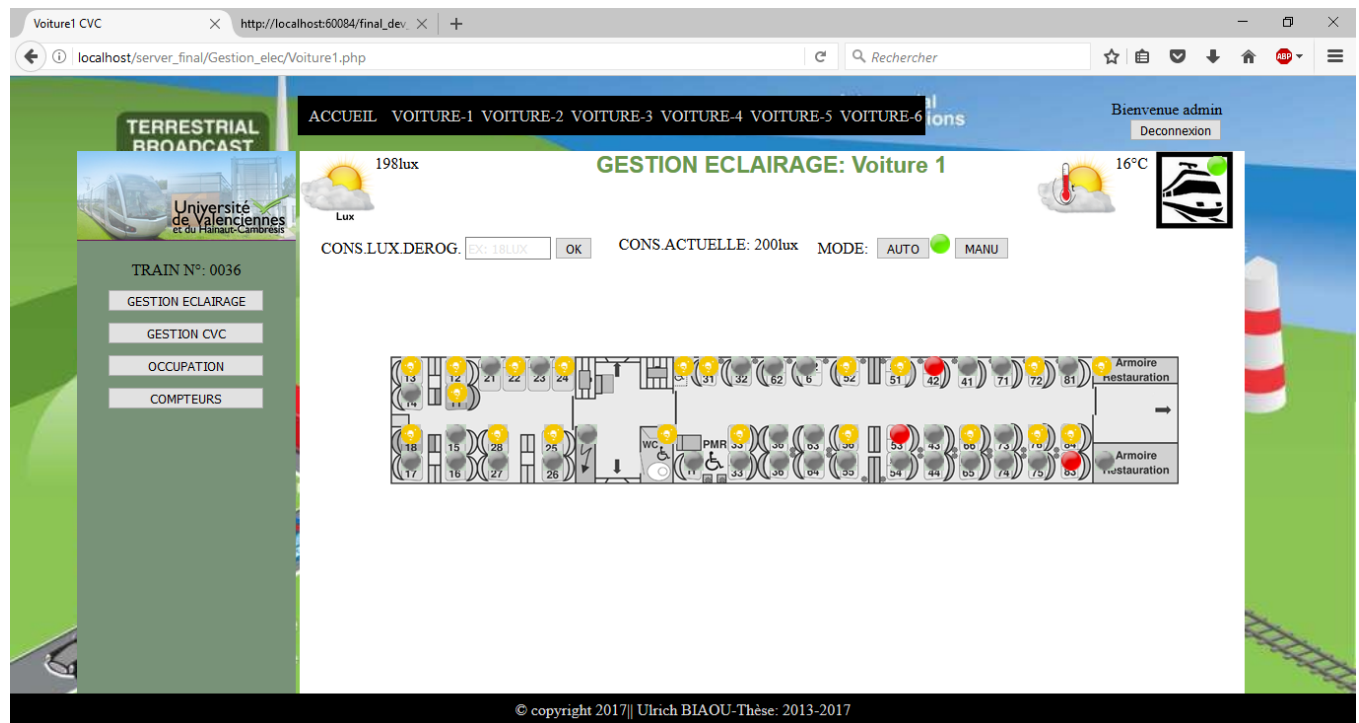 Voiture1 CVC
http://localhost:60084/final_dev_
localhost/server_final/Gestion_elec/Voiture1.php
Rechercher
ABP
TERRESTRIAL
BROADCAST
ACCUEIL VOITURE-1 VOITURE-2 VOITURE-3 VOITURE-4 VOITURE-5 VOITURE-6
ions
Bienvenue admin
Deconnexion
Université
de Valenciennes
et du Hainaut-Cambrésis
198lux
Lux
GESTION ECLAIRAGE: Voiture 1
16°C
CONS.LUX.DEROG. EX: 18LUX OK CONS.ACTUELLE: 200lux MODE: AUTO MANU
TRAIN N°: 0036
GESTION ECLAIRAGE
GESTION CVC
OCCUPATION
COMPTEURS
13 12 21 22 23 24 31 32 62 52 51 42 41 71 72 81 Armoire
Restauration
14 11
18 15 28 25 WC PMR 33 36 63 56 53 43 66 73 76 84
17 16 27 26 33 36 64 55 54 44 65 74 75 83 Armoire
Restauration
© copyright 2017|| Ulrich BIAOU-Thèse: 2013-2017